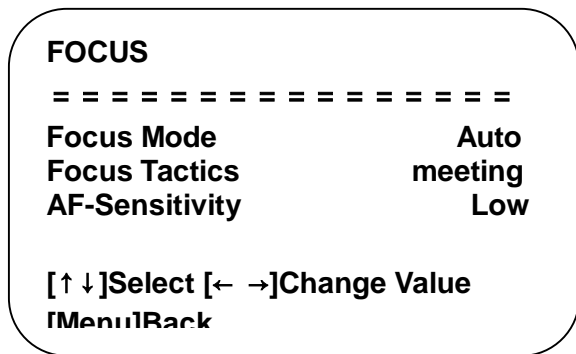 FOCUS
= = = = = = = = = = = = = = = =
Focus Mode Auto
Focus Tactics meeting
AF-Sensitivity Low
[↑↓]Select [← →]Change Value
[Menu]Back